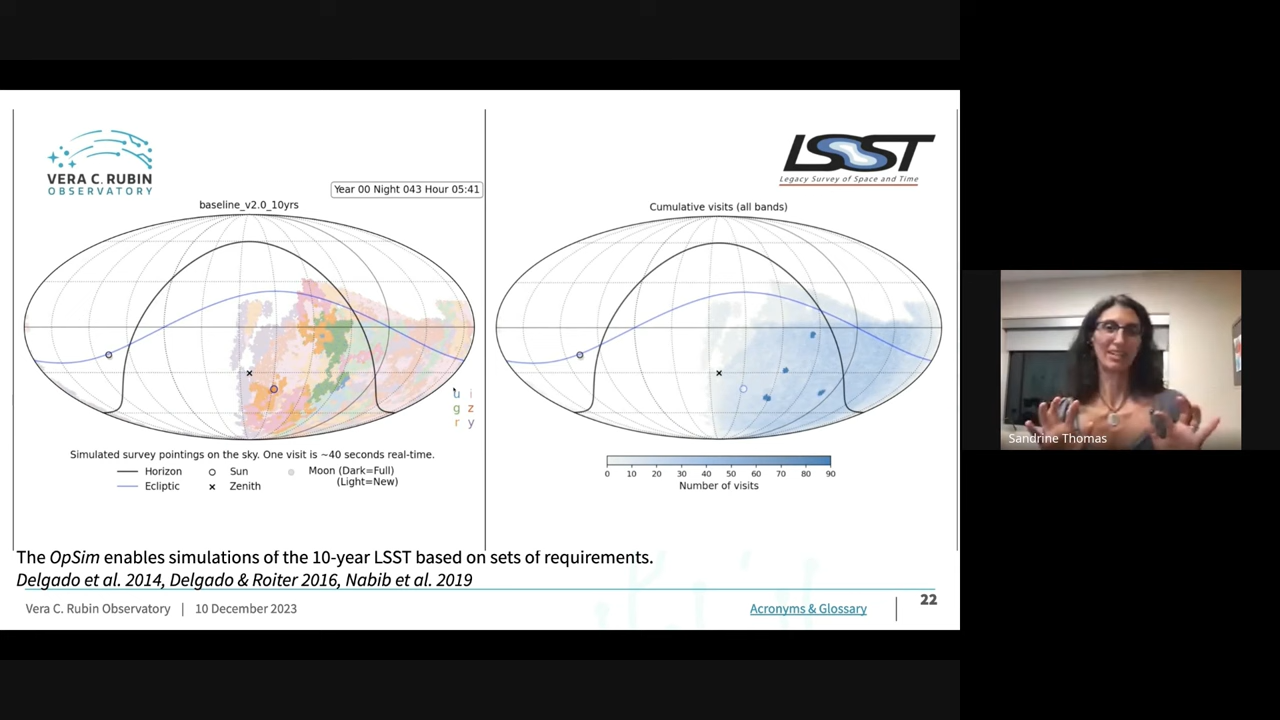 VERA C. RUBIN
OBSERVATORY
LSST
Legacy Survey of Space and Time
Year 00 Night 043 Hour 05:41
baseline_v2.0_10yrs
Cumulative visits (all bands)
u i
g z
r y
Simulated survey pointings on the sky. One visit is ~40 seconds real-time.
Horizon Sun Moon (Dark=Full)
(Light=New)
Ecliptic Zenith
0 10 20 30 40 50 60 70 80 90
Number of visits
The OpSim enables simulations of the 10-year LSST based on sets of requirements.
Delgado et al. 2014, Delgado & Roiter 2016, Nabib et al. 2019
Vera C. Rubin Observatory | 10 December 2023
Acronyms & Glossary | 22
Sandrine Thomas